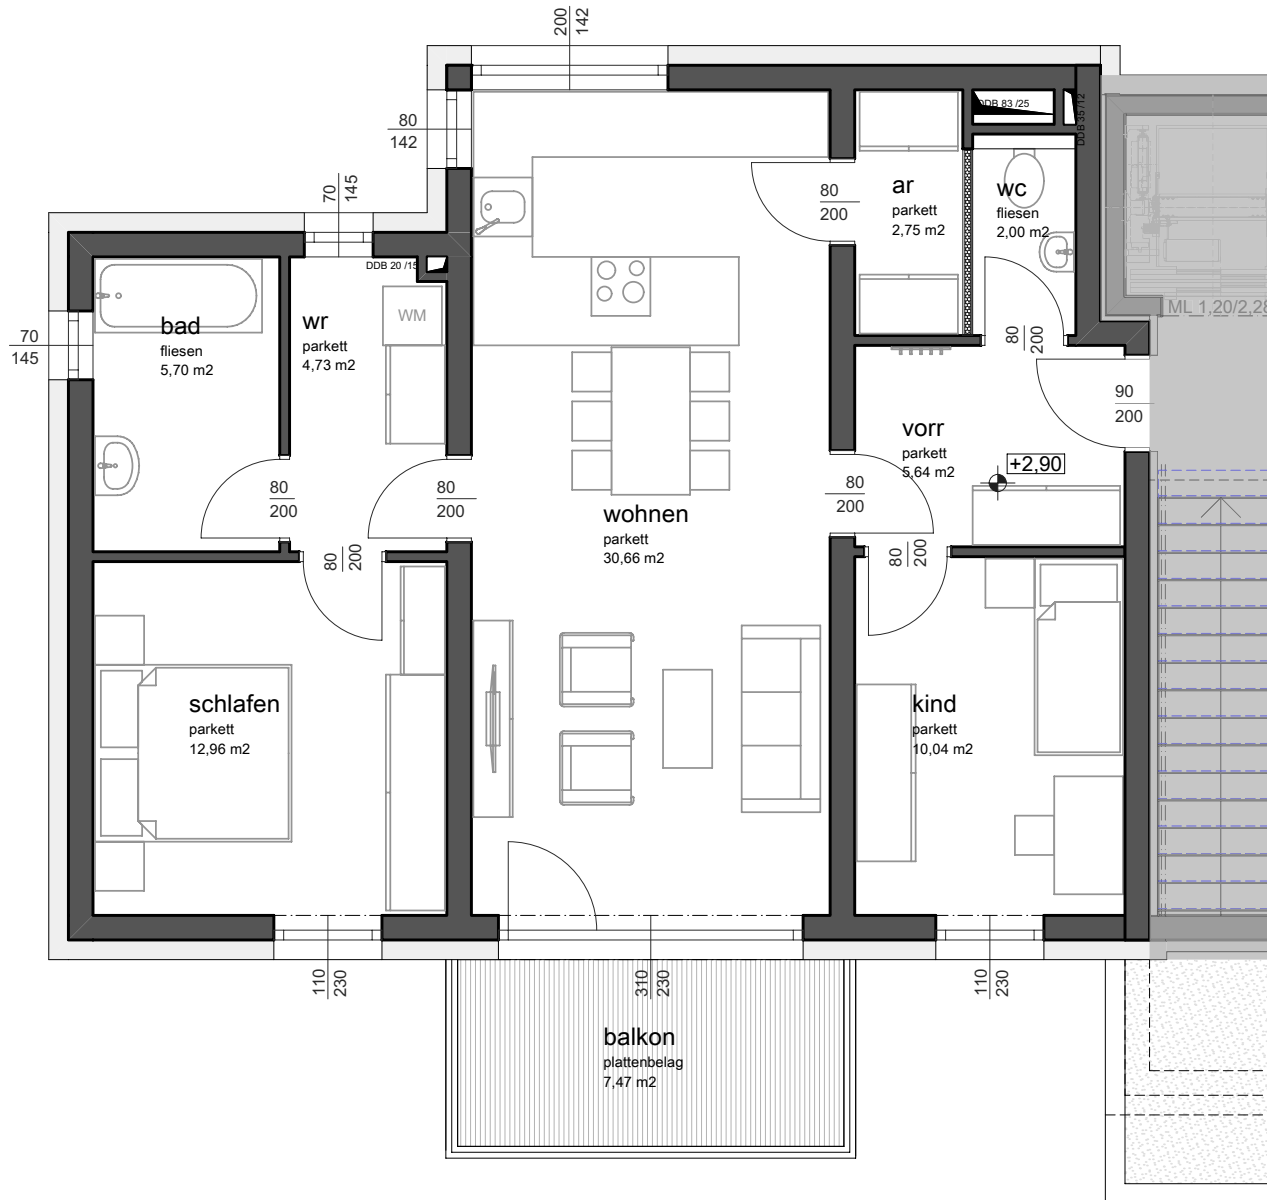 200
142
80
142
DDB 83 /25
DDB 35 /12
70
145
80
200
ar
parkett
2,75 m2
wc
fliesen
2,00 m2
DDB 20 /15
70
145
bad
fliesen
5,70 m2
wr
parkett
4,73 m2
WM
ML 1,20/2,28
80
200
90
200
vorr
parkett
5,64 m2
+2,90
80
200
80
200
80
200
wohnen
parkett
30,66 m2
80
200
80
200
schlafen
parkett
12,96 m2
kind
parkett
10,04 m2
110
230
310
230
110
230
balkon
plattenbelag
7,47 m2